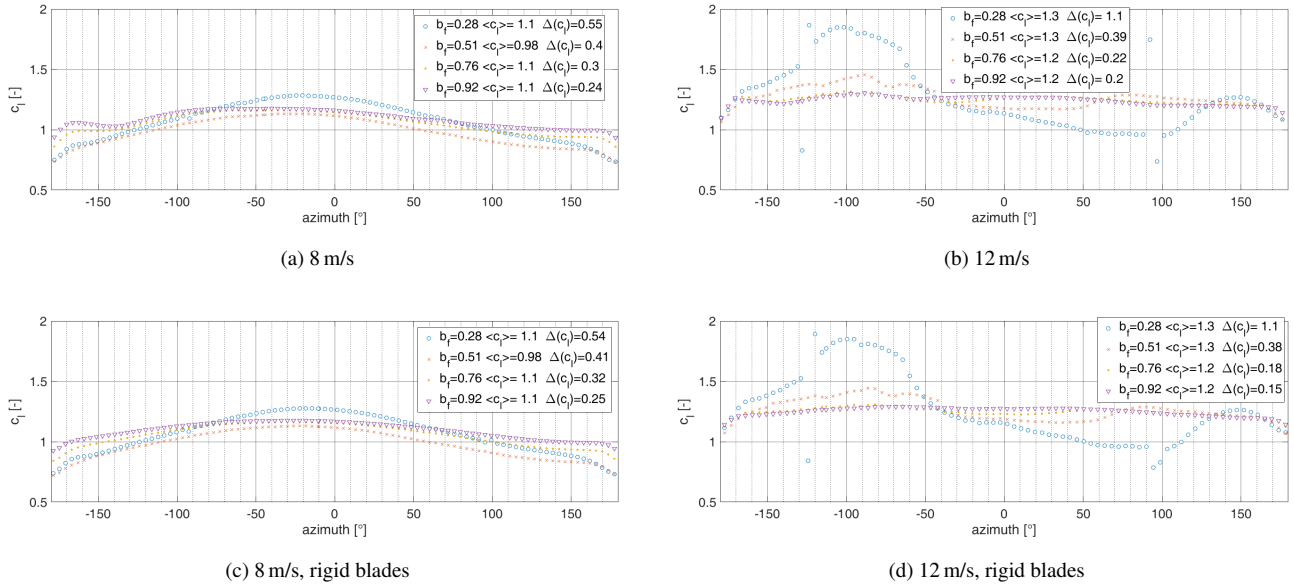 2
b_f=0.28 <c_l>= 1.1 Δ(c_l)=0.55
b_f=0.51 <c_l>=0.98 Δ(c_l)= 0.4
b_f=0.76 <c_l>= 1.1 Δ(c_l)= 0.3
b_f=0.92 <c_l>= 1.1 Δ(c_l)=0.24
1.5
c_l [-]
1
0.5
-150 -100 -50 0 50 100 150
azimuth [°]
(a) 8 m/s
2
b_f=0.28 <c_l>=1.3 Δ(c_l)= 1.1
b_f=0.51 <c_l>=1.3 Δ(c_l)=0.39
b_f=0.76 <c_l>=1.2 Δ(c_l)=0.22
b_f=0.92 <c_l>=1.2 Δ(c_l)= 0.2
1.5
c_l [-]
1
0.5
-150 -100 -50 0 50 100 150
azimuth [°]
(b) 12 m/s
2
b_f=0.28 <c_l>= 1.1 Δ(c_l)=0.54
b_f=0.51 <c_l>=0.98 Δ(c_l)=0.41
b_f=0.76 <c_l>= 1.1 Δ(c_l)=0.32
b_f=0.92 <c_l>= 1.1 Δ(c_l)=0.25
1.5
c_l [-]
1
0.5
-150 -100 -50 0 50 100 150
azimuth [°]
(c) 8 m/s, rigid blades
2
b_f=0.28 <c_l>=1.3 Δ(c_l)= 1.1
b_f=0.51 <c_l>=1.3 Δ(c_l)=0.38
b_f=0.76 <c_l>=1.2 Δ(c_l)=0.18
b_f=0.92 <c_l>=1.2 Δ(c_l)=0.15
1.5
c_l [-]
1
0.5
-150 -100 -50 0 50 100 150
azimuth [°]
(d) 12 m/s, rigid blades